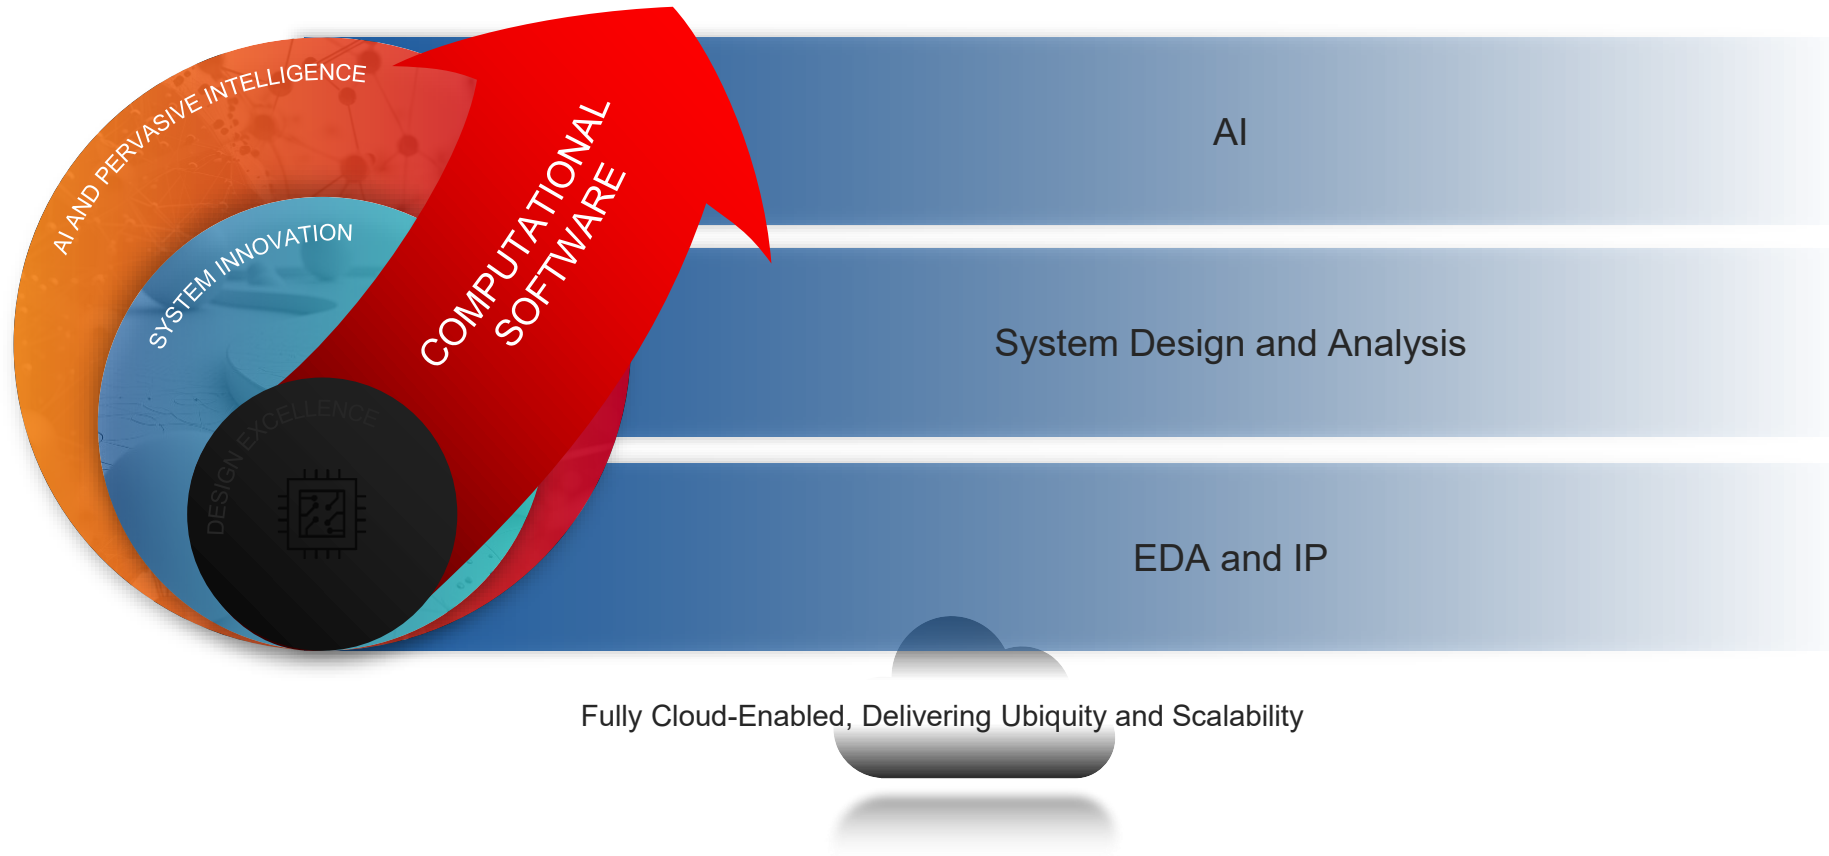 AI AND PERVASIVE INTELLIGENCE
SYSTEM INNOVATION
DESIGN EXCELLENCE
COMPUTATIONAL
SOFTWARE
AI
System Design and Analysis
EDA and IP
Fully Cloud-Enabled, Delivering Ubiquity and Scalability